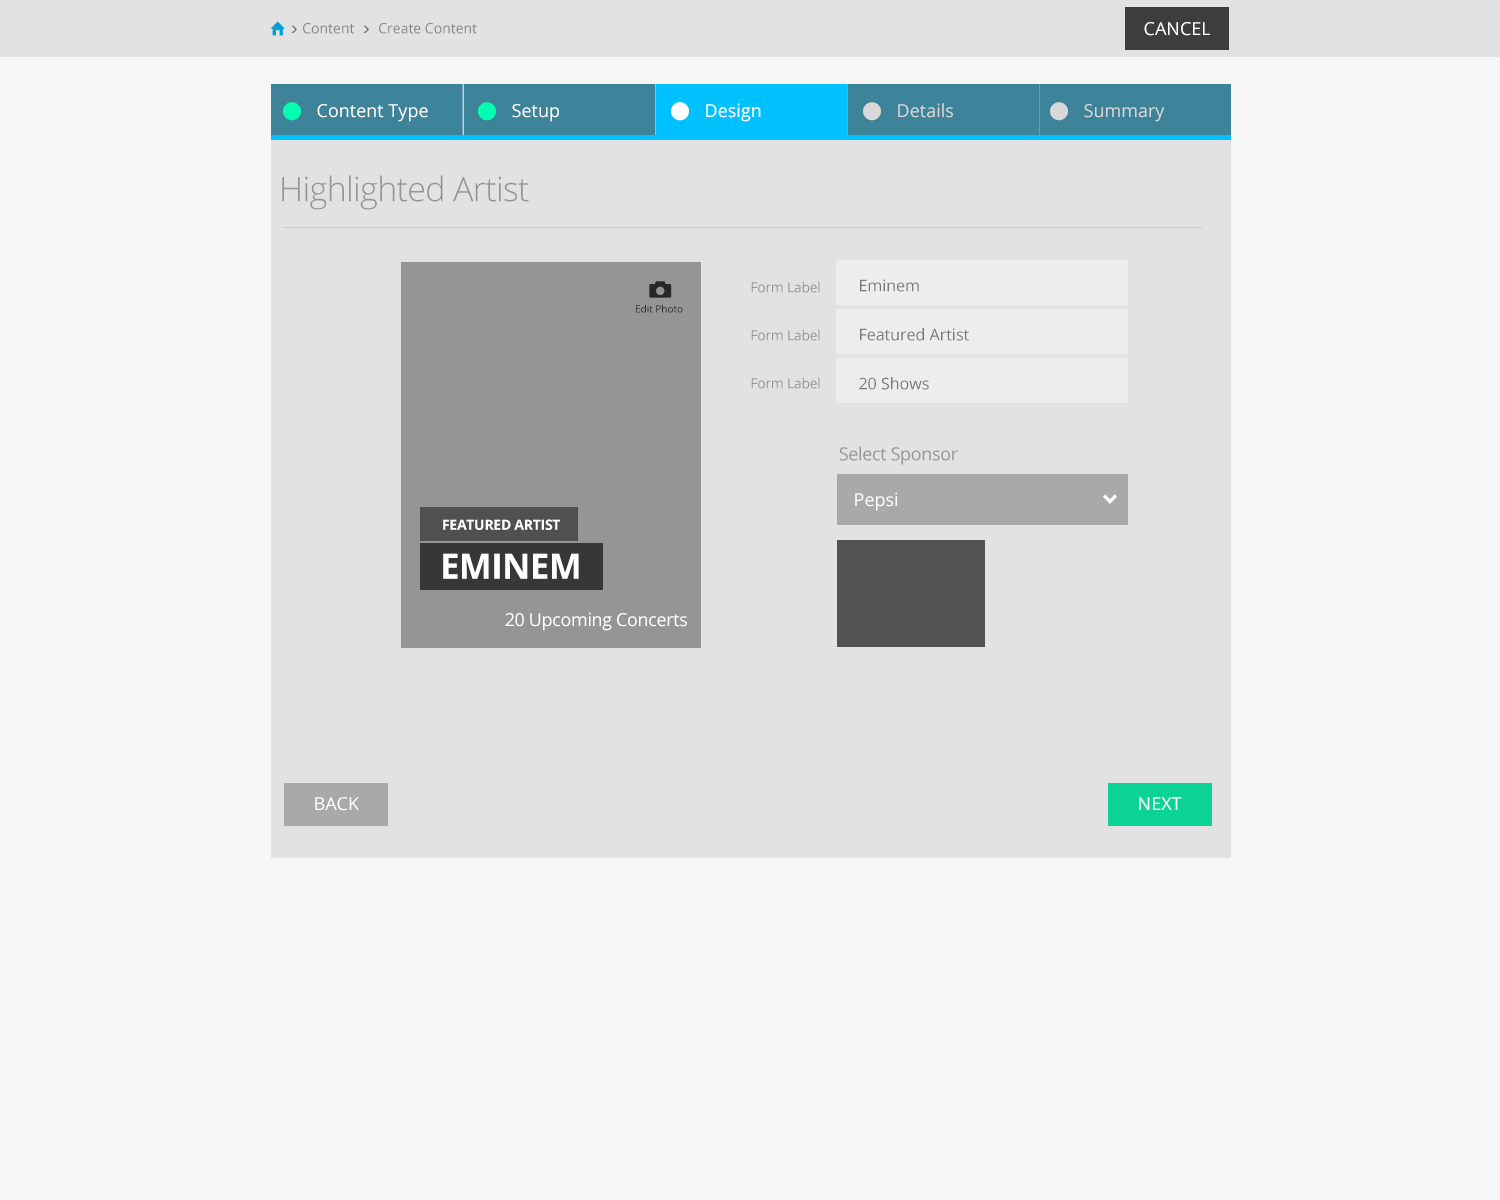 Content Create Content
CANCEL
Content Type Setup Design Details Summary
Highlighted Artist
Edit Photo
FEATURED ARTIST
EMINEM
20 Upcoming Concerts
Form Label Eminem
Form Label Featured Artist
Form Label 20 Shows
Select Sponsor
Pepsi
BACK
NEXT